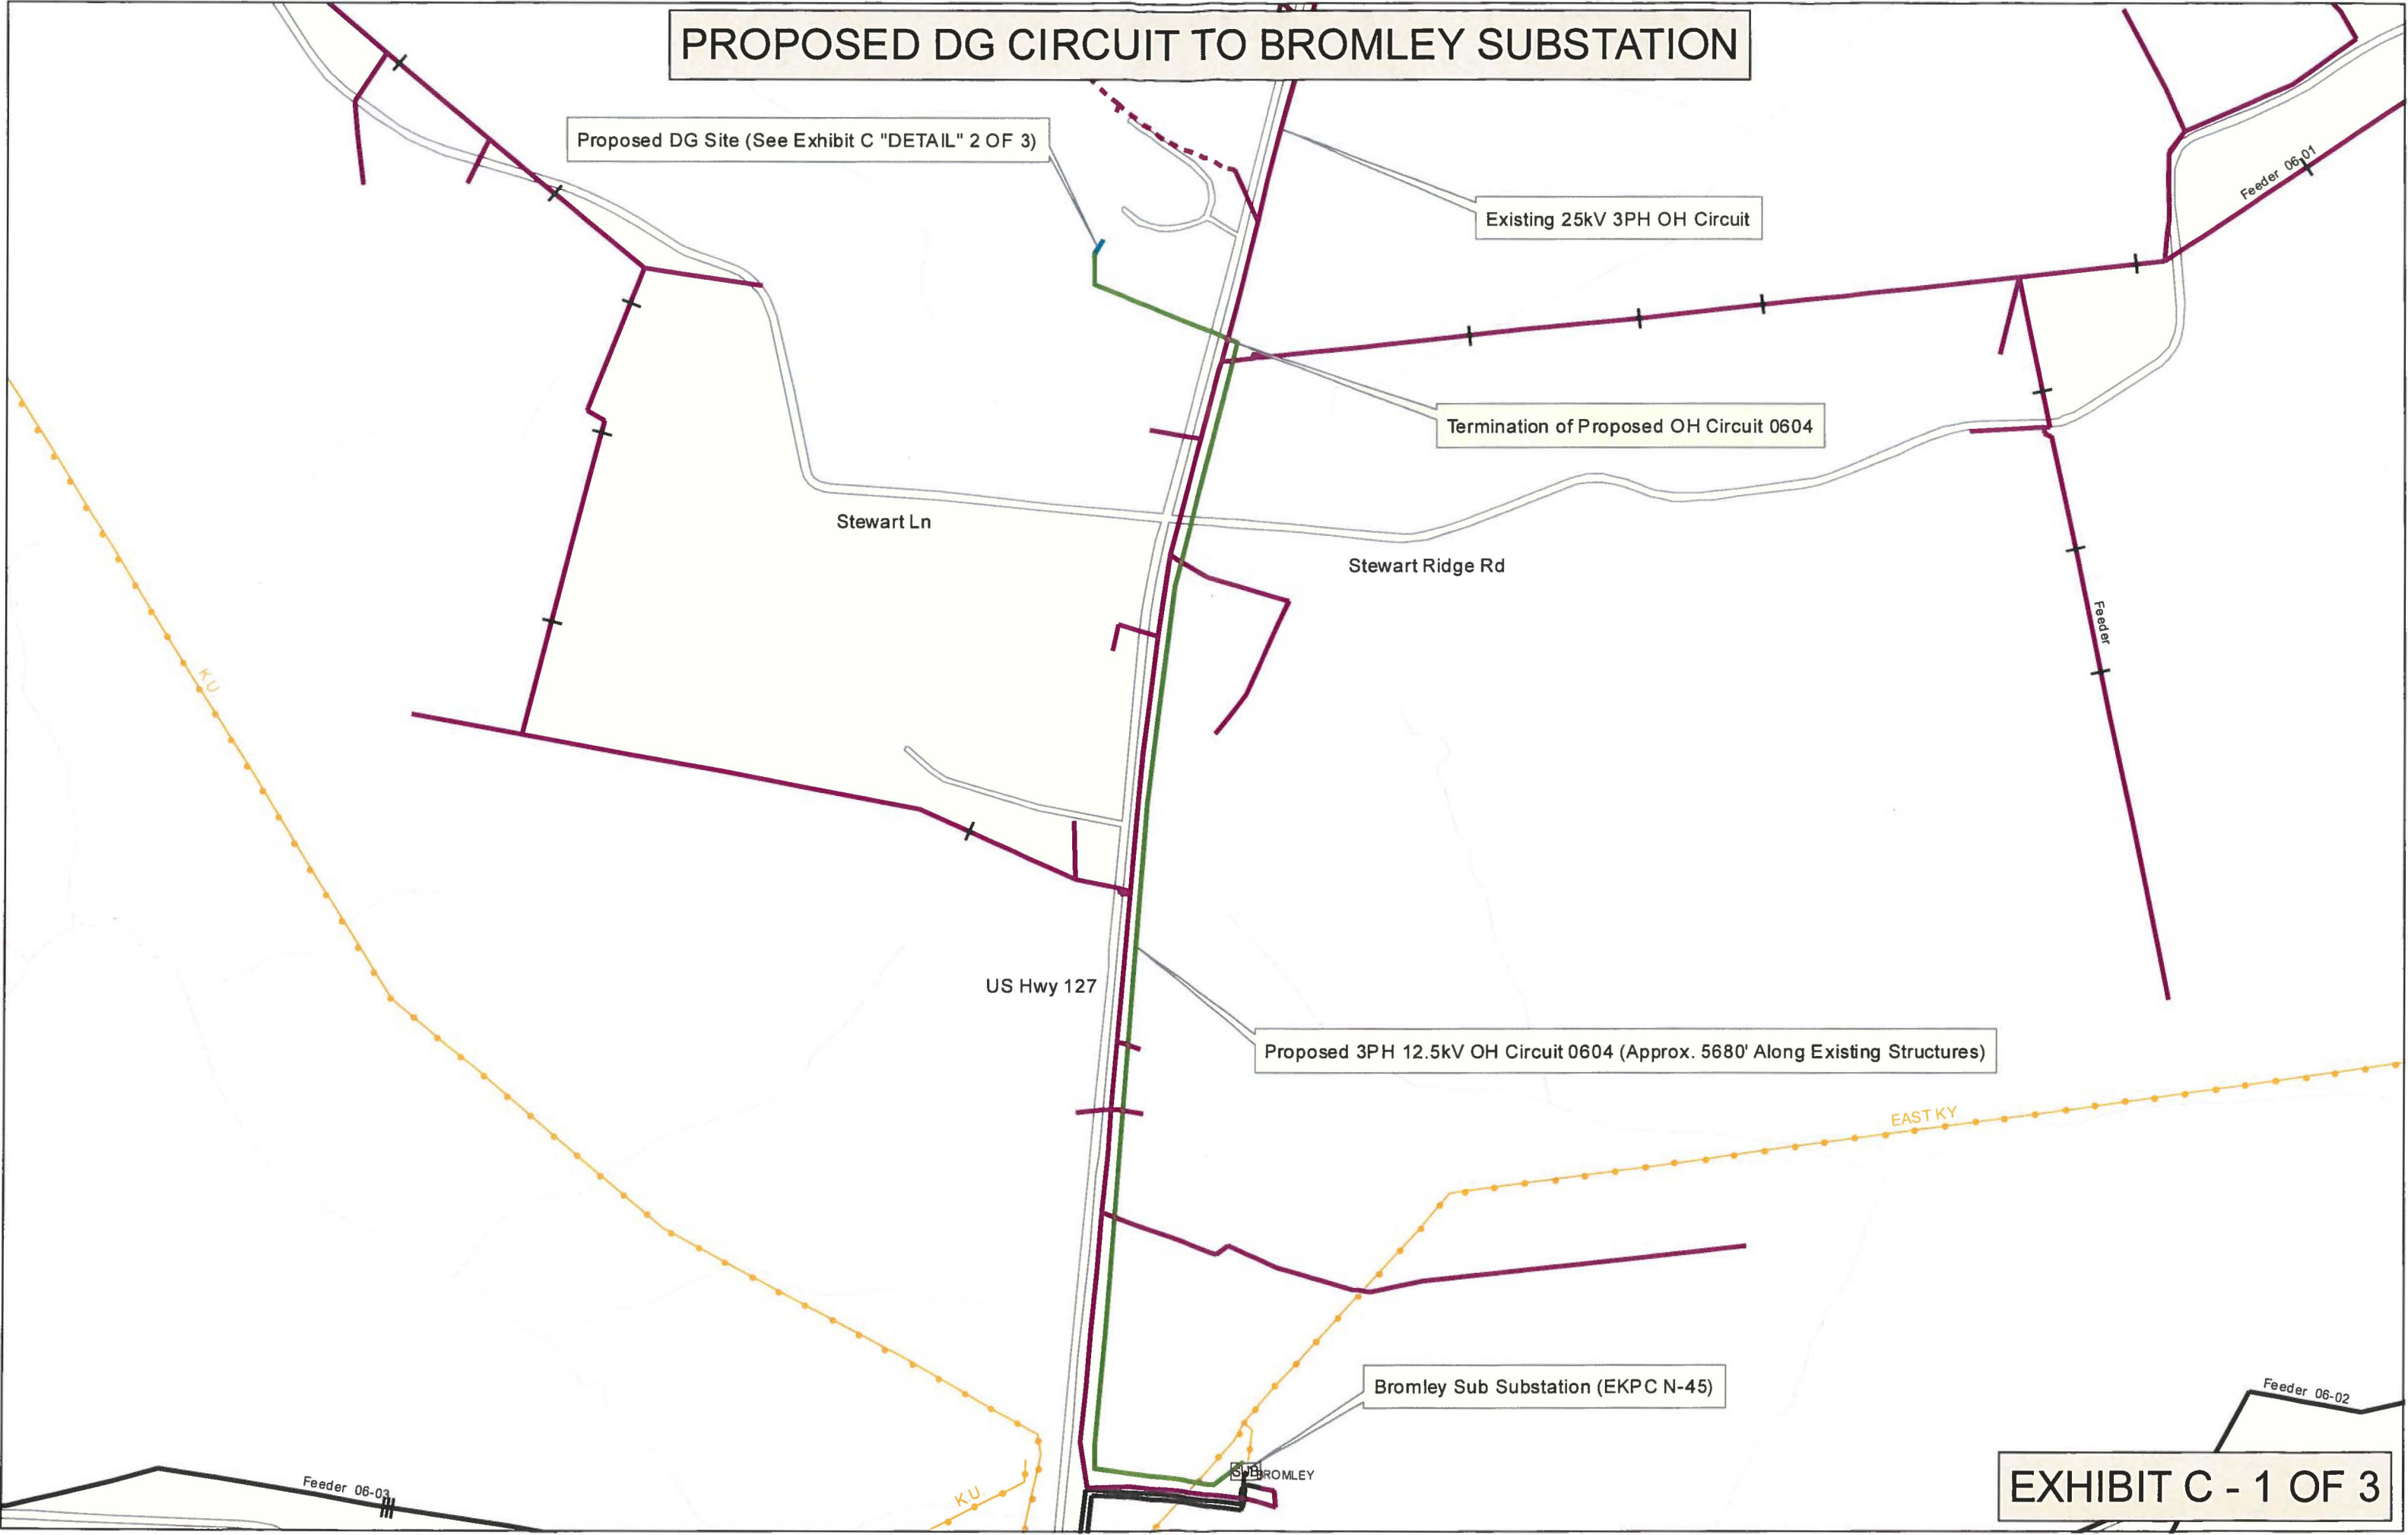 PROPOSED DG CIRCUIT TO BROMLEY SUBSTATION
Proposed DG Site (See Exhibit C "DETAIL" 2 OF 3)
Existing 25kV 3PH OH Circuit
Feeder 06-01
Termination of Proposed OH Circuit 0604
Stewart Ln
Stewart Ridge Rd
Feeder
K.U.
US Hwy 127
Proposed 3PH 12.5kV OH Circuit 0604 (Approx. 5680' Along Existing Structures)
EAST KY
Bromley Sub Substation (EKPC N-45)
Feeder 06-02
SUB
BROMLEY
Feeder 06-03
K.U.
EXHIBIT C - 1 OF 3